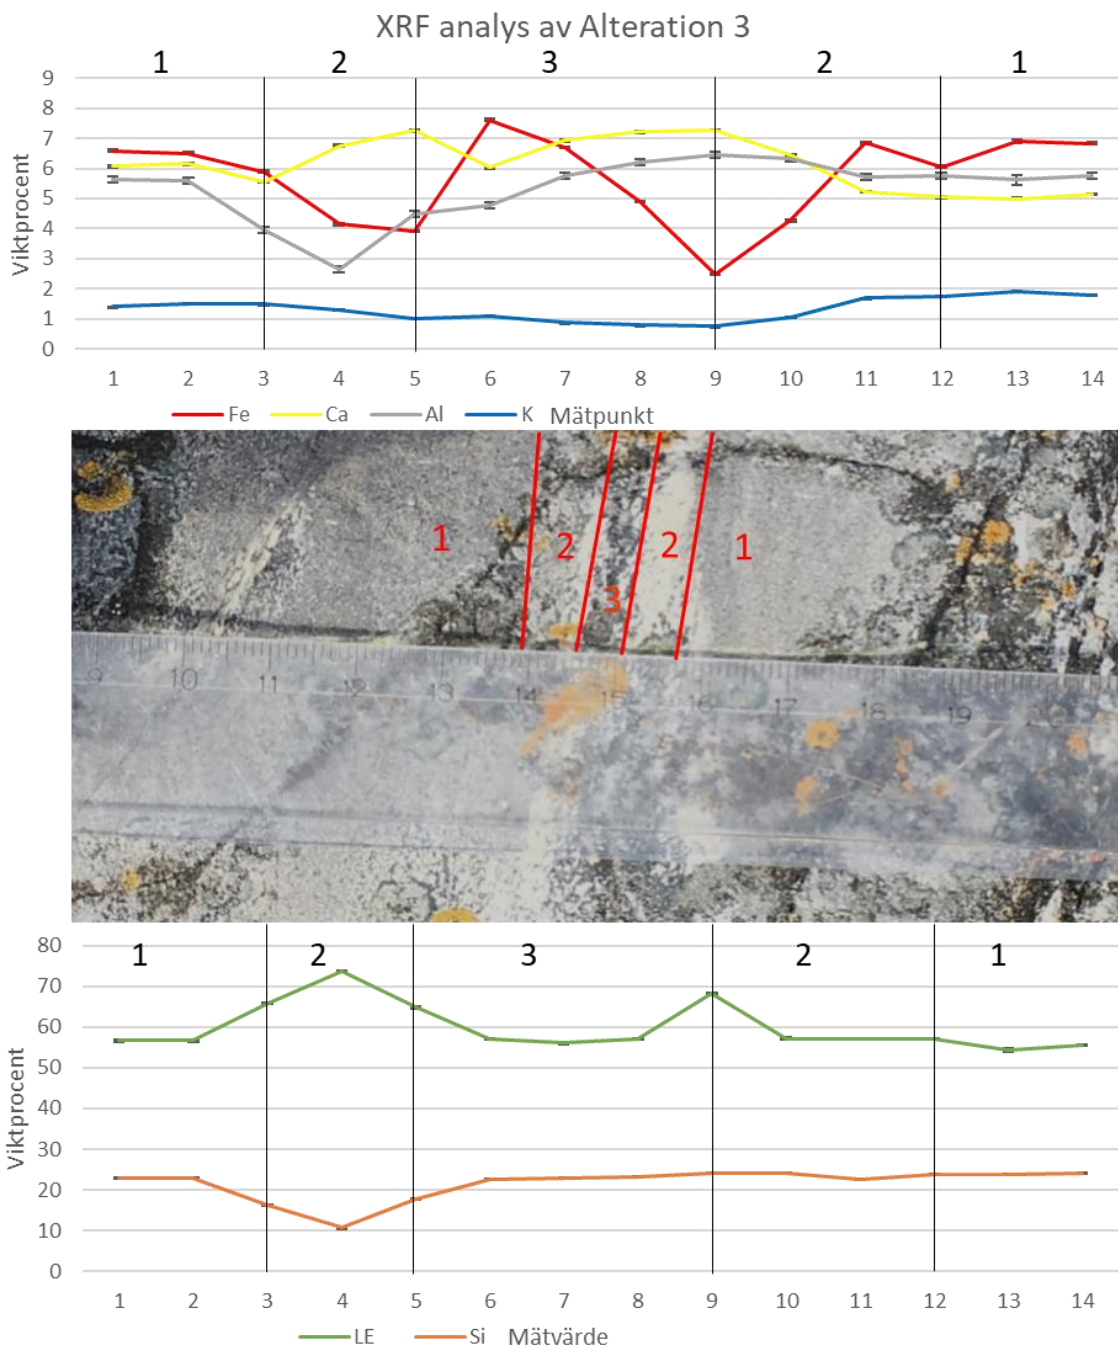 XRF analys av Alteration 3
1 2 3 2 1
9
8
7
6
5
4
3
2
1
0
Viktprocent
1 2 3 4 5 6 7 8 9 10 11 12 13 14
Fe Ca Al K Mätpunkt
1 2 3 2 1
9 10 11 12 13 14 15 16 17 18 19 20
1 2 3 2 1
80
70
60
50
40
30
20
10
0
Viktprocent
1 2 3 4 5 6 7 8 9 10 11 12 13 14
LE Si Mätvärde